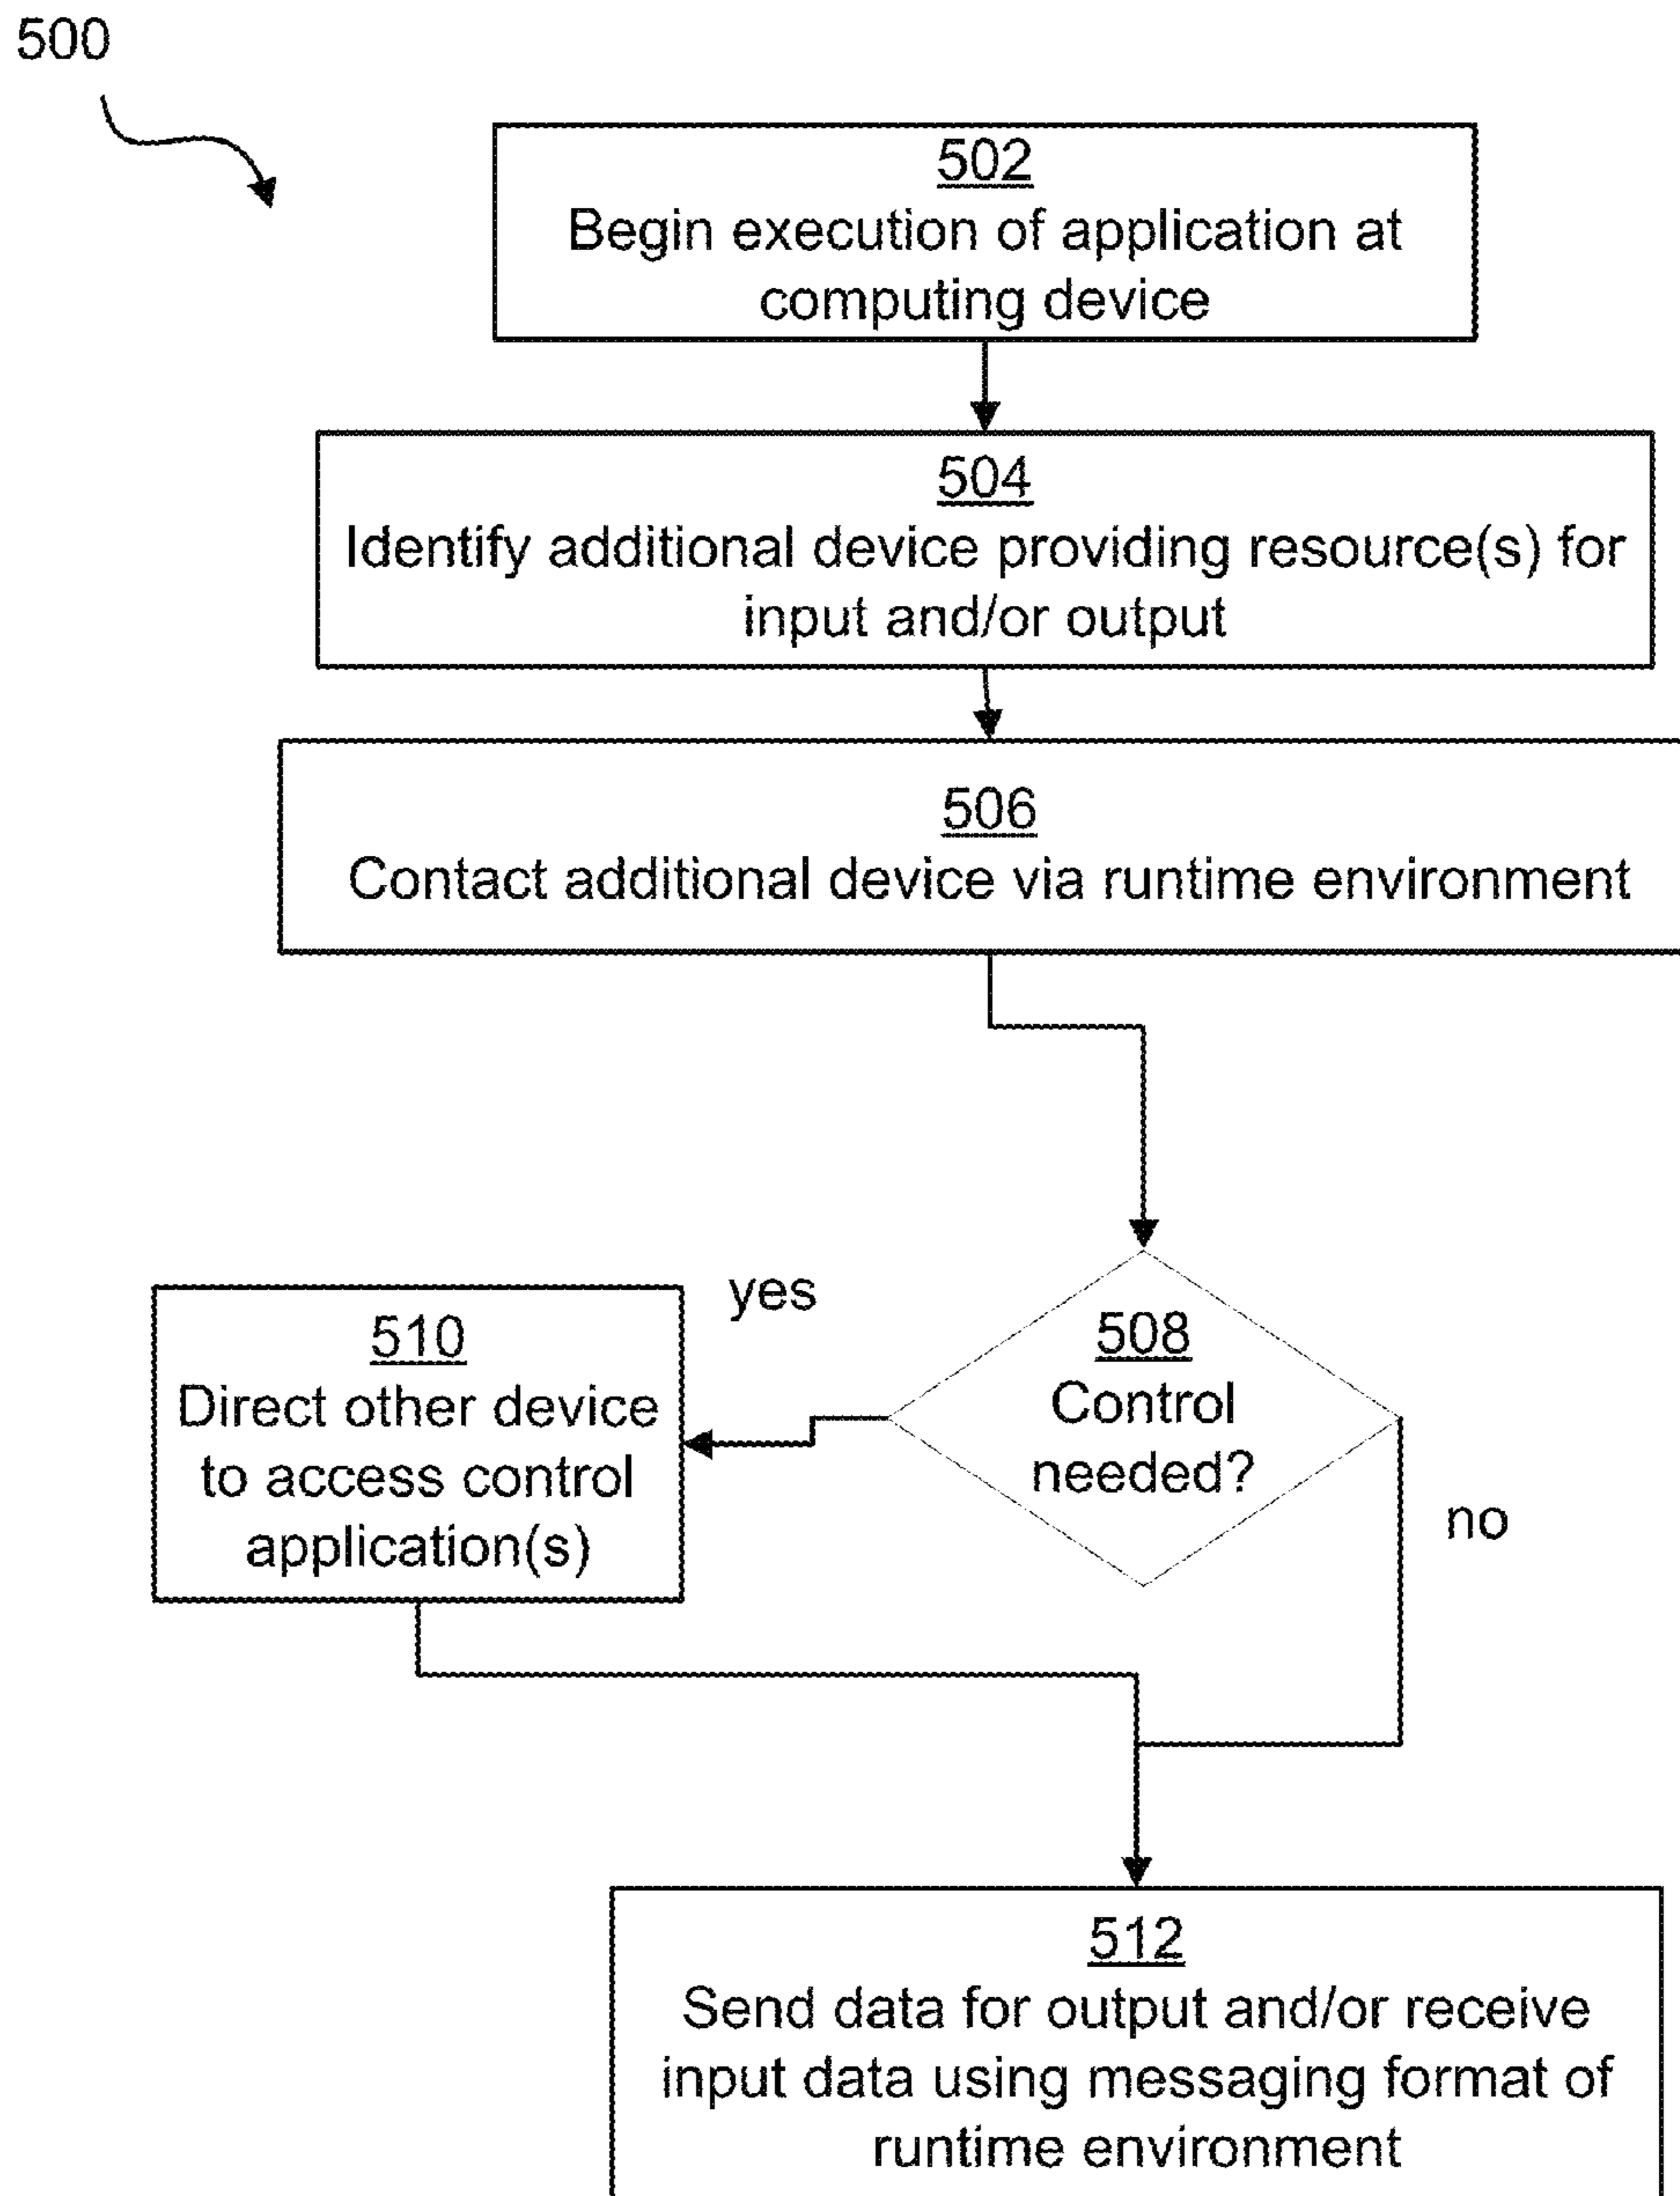 500
502
Begin execution of application at
computing device
504
Identify additional device providing resource(s) for
input and/or output
506
Contact additional device via runtime environment
yes
508
Control
needed?
510
Direct other device
to access control
application(s)
no
512
Send data for output and/or receive
input data using messaging format of
runtime environment